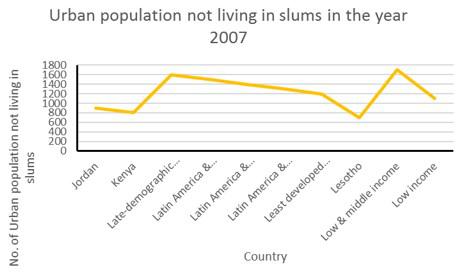 Urban population not living in slums in the year
2007
No. of Urban population not living in
slums
1800
1600
1400
1200
1000
800
600
400
200
0
Jordan
Kenya
Late-demographic...
Latin America &...
Latin America &...
Latin America &...
Least developed...
Lesotho
Low & middle income
Low income
Country